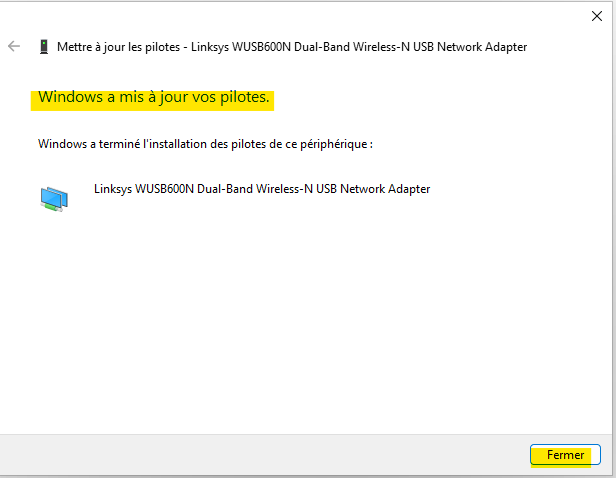 Mettre à jour les pilotes - Linksys WUSB600N Dual-Band Wireless-N USB Network Adapter
Windows a mis à jour vos pilotes.
Windows a terminé l'installation des pilotes de ce périphérique :
Linksys WUSB600N Dual-Band Wireless-N USB Network Adapter
Fermer